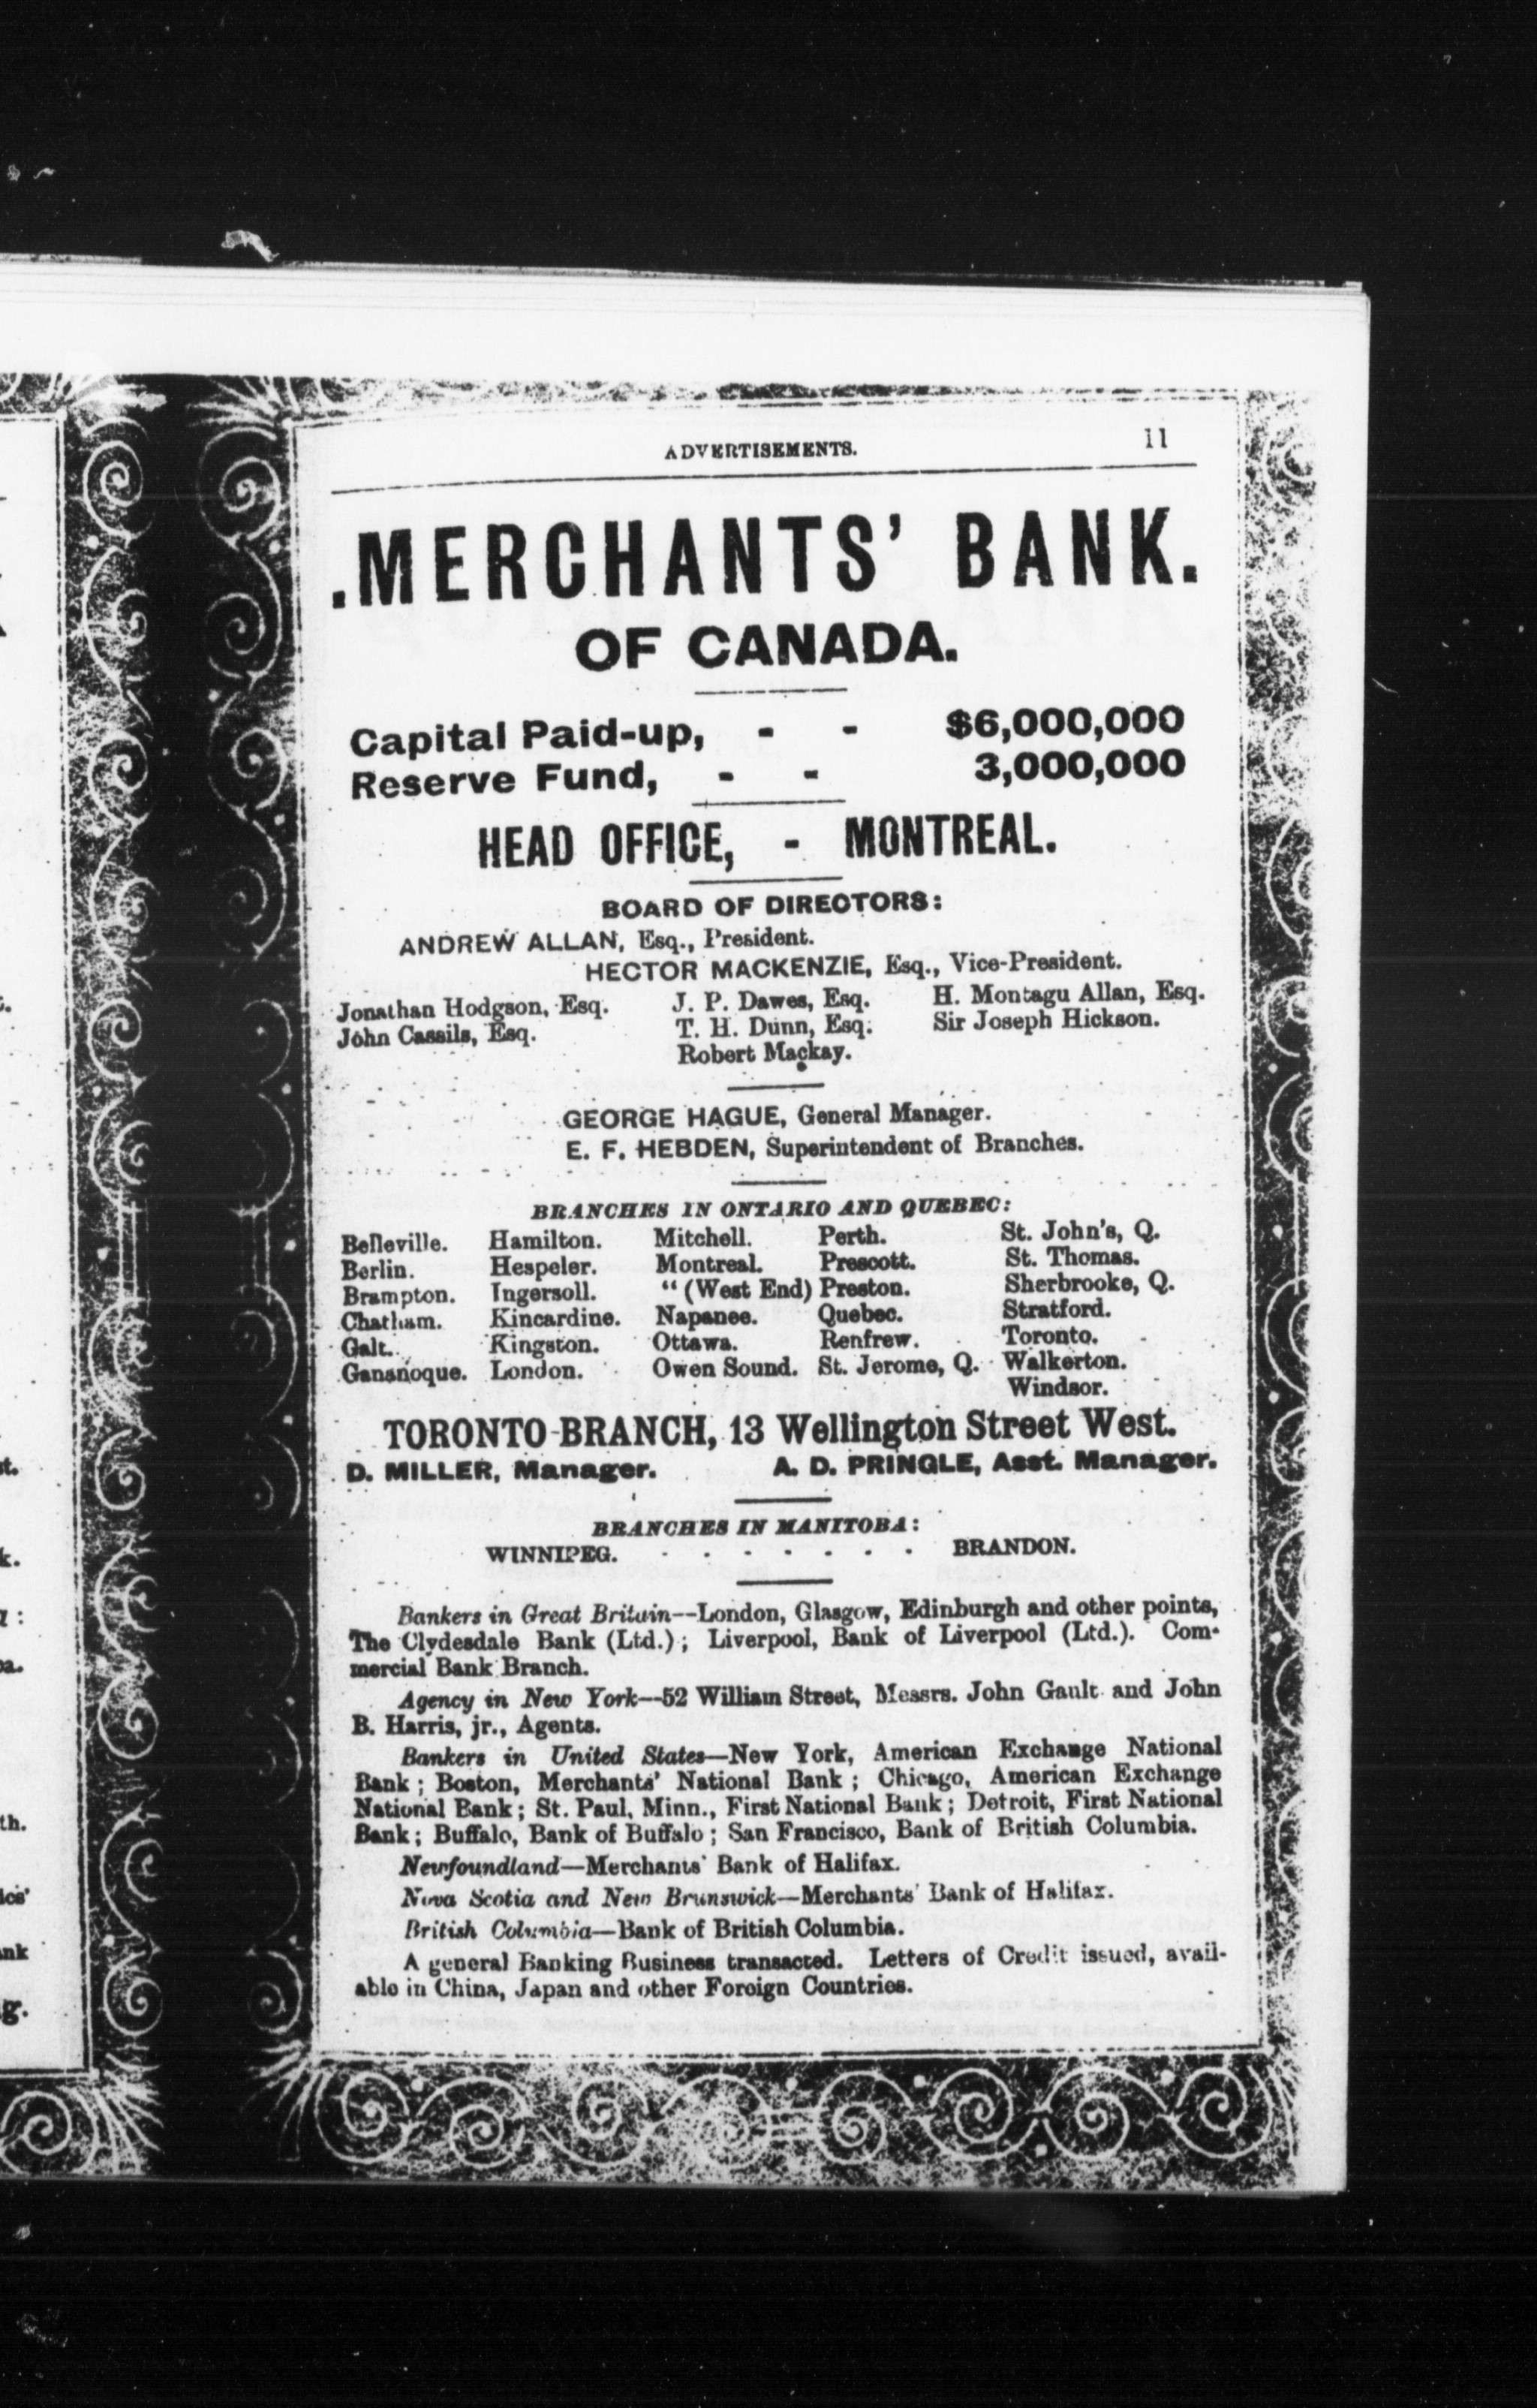 ADVERTISEMENTS. 11
MERCHANTS' BANK.
OF CANADA.
Capital Paid-up, - - $6,000,000
Reserve Fund, - - 3,000,000
HEAD OFFICE, - MONTREAL.
BOARD OF DIRECTORS:
ANDREW ALLAN, Esq., President.
HECTOR MACKENZIE, Esq., Vice-President.
Jonathan Hodgson, Esq. J. P. Dawes, Esq. H. Montagu Allan, Esq.
John Cassils, Esq. T. H. Dunn, Esq. Sir Joseph Hickson.
Robert Mackay.
GEORGE HAGUE, General Manager.
E. F. HEBDEN, Superintendent of Branches.
BRANCHES IN ONTARIO AND QUEBEC:
Belleville. Hamilton. Mitchell. Perth. St. John's, Q.
Berlin. Hespeler. Montreal. Prescott. St. Thomas.
Brampton. Ingersoll. " (West End) Preston. Sherbrooke, Q.
Chatham. Kincardine. Napanee. Quebec. Stratford.
Galt. Kingston. Ottawa. Renfrew. Toronto.
Gananoque. London. Owen Sound. St. Jerome, Q. Walkerton.
Windsor.
TORONTO BRANCH, 13 Wellington Street West.
D. MILLER, Manager. A. D. PRINGLE, Asst. Manager.
BRANCHES IN MANITOBA:
WINNIPEG. - - - - - - - BRANDON.
Bankers in Great Britain--London, Glasgow, Edinburgh and other points,
The Clydesdale Bank (Ltd.); Liverpool, Bank of Liverpool (Ltd.). Com-
mercial Bank Branch.
Agency in New York--52 William Street, Messrs. John Gault and John
B. Harris, jr., Agents.
Bankers in United States—New York, American Exchange National
Bank; Boston, Merchants' National Bank; Chicago, American Exchange
National Bank; St. Paul, Minn., First National Bank; Detroit, First National
Bank; Buffalo, Bank of Buffalo; San Francisco, Bank of British Columbia.
Newfoundland—Merchants' Bank of Halifax.
Nova Scotia and New Brunswick—Merchants' Bank of Halifax.
British Columbia—Bank of British Columbia.
A general Banking Business transacted. Letters of Credit issued, avail-
able in China, Japan and other Foreign Countries.